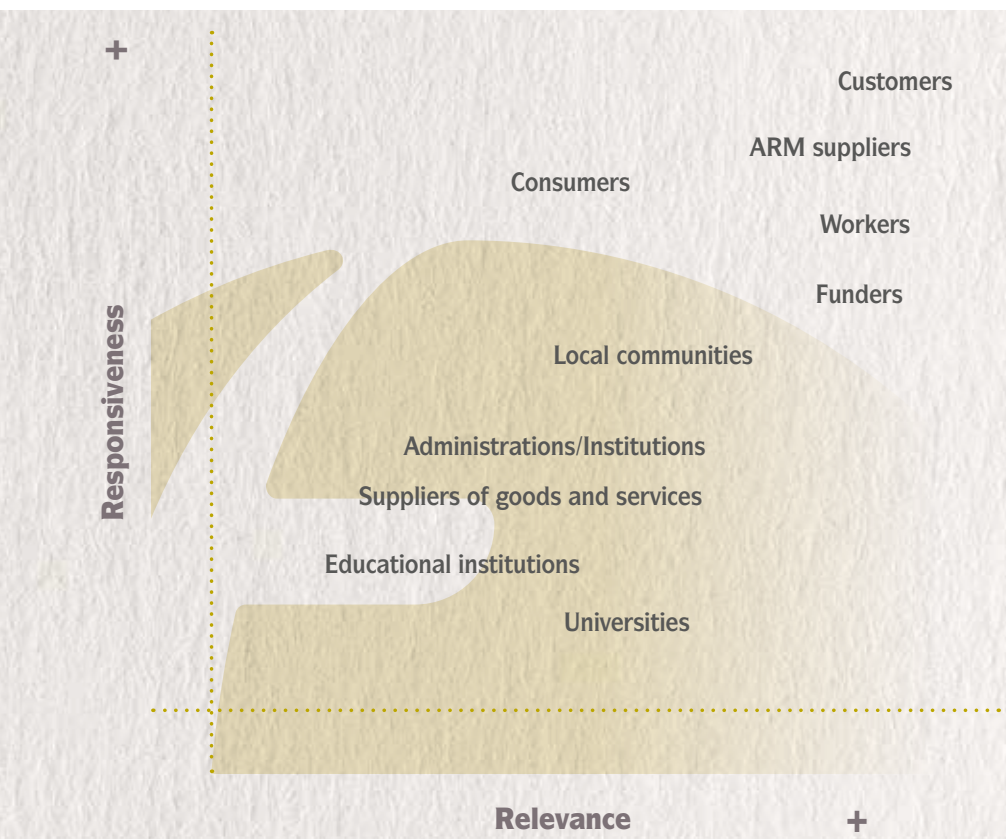 +
Customers
ARM suppliers
Consumers
Workers
Funders
Responsiveness
Local communities
Administrations/Institutions
Suppliers of goods and services
Educational institutions
Universities
Relevance
+